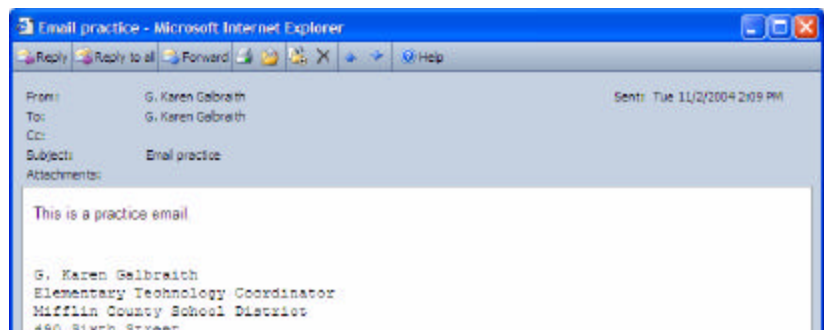 Email practice - Microsoft Internet Explorer
Reply Reply to all Forward Help
From: G. Karen Galbraith Sent: Tue 11/2/2004 2:09 PM
To: G. Karen Galbraith
Cc:
Subject: Email practice
Attachments:
This is a practice email
G. Karen Galbraith
Elementary Technology Coordinator
Mifflin County School District
Street